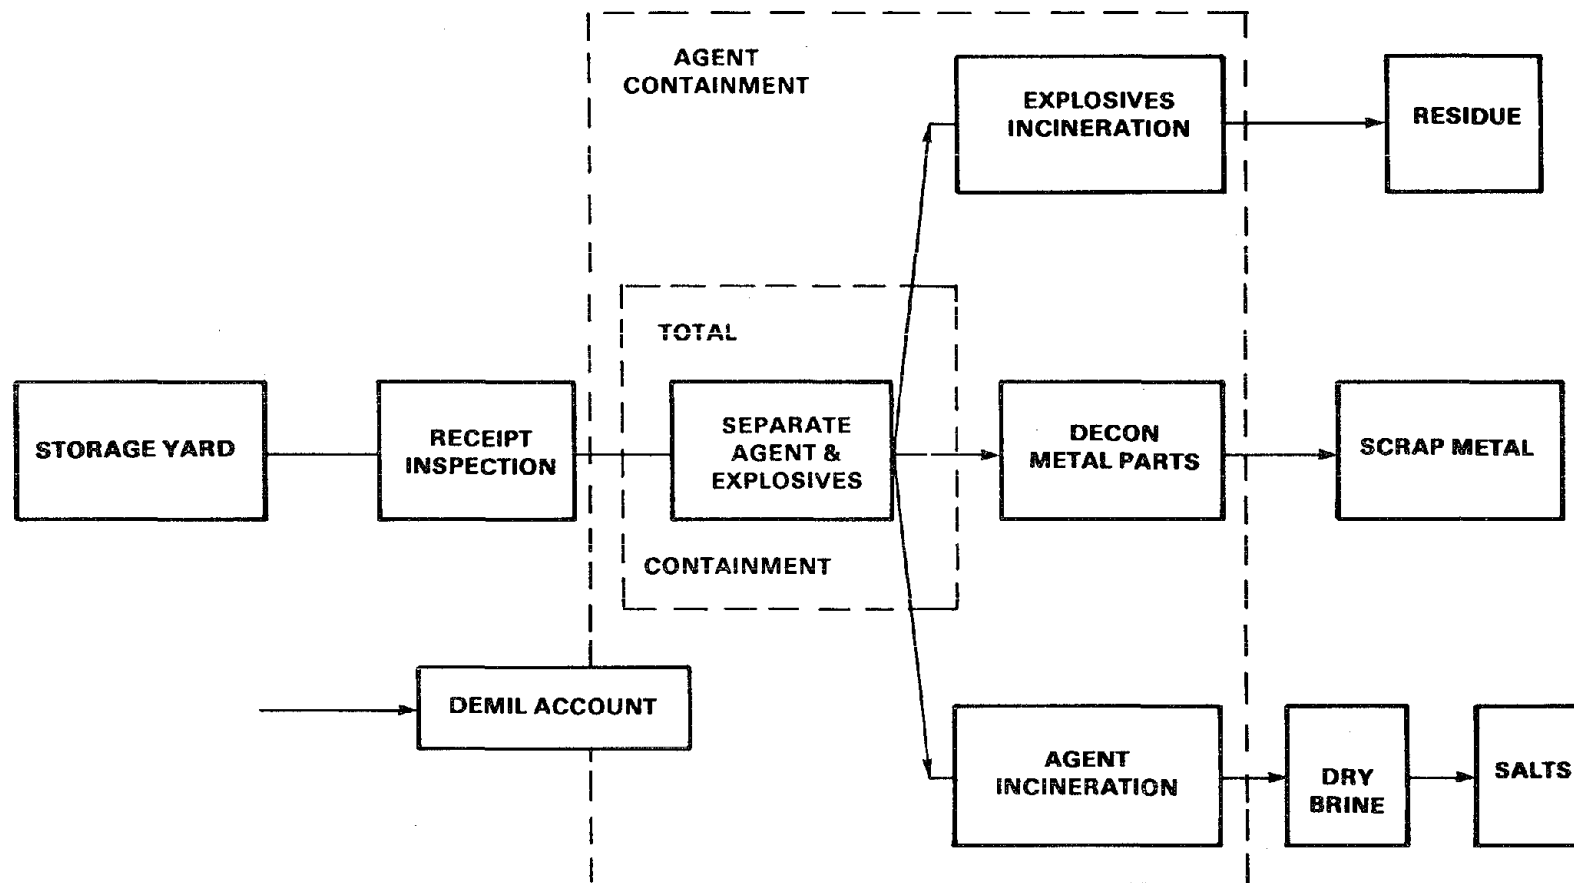 AGENT
CONTAINMENT
EXPLOSIVES
INCINERATION
RESIDUE
TOTAL
STORAGE YARD
RECEIPT
INSPECTION
SEPARATE
AGENT &
EXPLOSIVES
DECON
METAL PARTS
SCRAP METAL
CONTAINMENT
DEMIL ACCOUNT
AGENT
INCINERATION
DRY
BRINE
SALTS